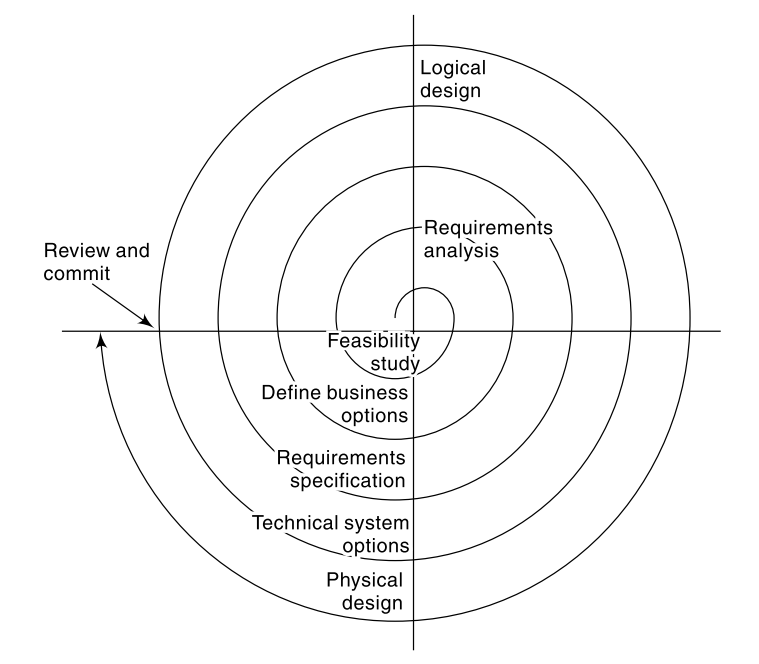 Logical
design
Requirements
analysis
Review and
commit
Feasibility
study
Define business
options
Requirements
specification
Technical system
options
Physical
design